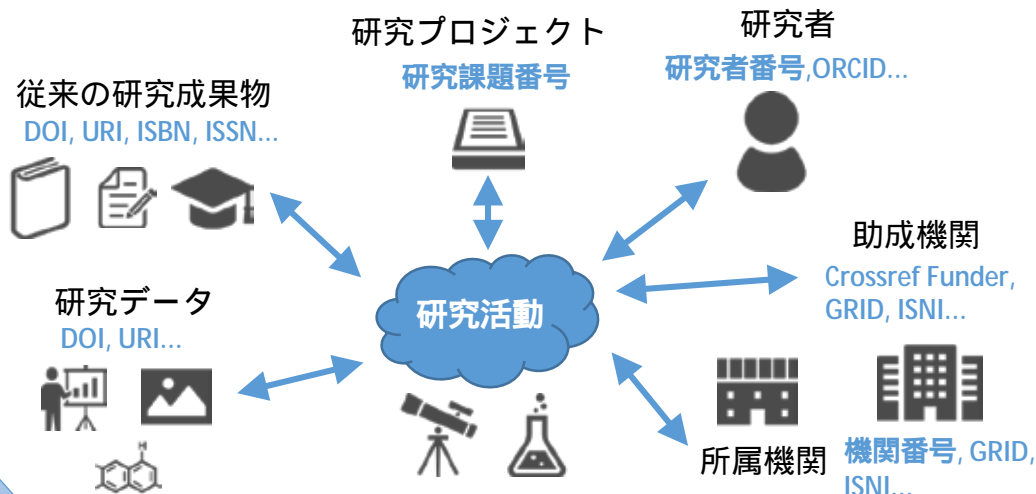 研究プロジェクト
研究課題番号
研究者
研究者番号,ORCID...
従来の研究成果物
DOI, URI, ISBN, ISSN...
助成機関
Crossref Funder,
GRID, ISNI...
研究データ
DOI, URI...
研究活動
H
所属機関
機関番号, GRID,
ISNI...